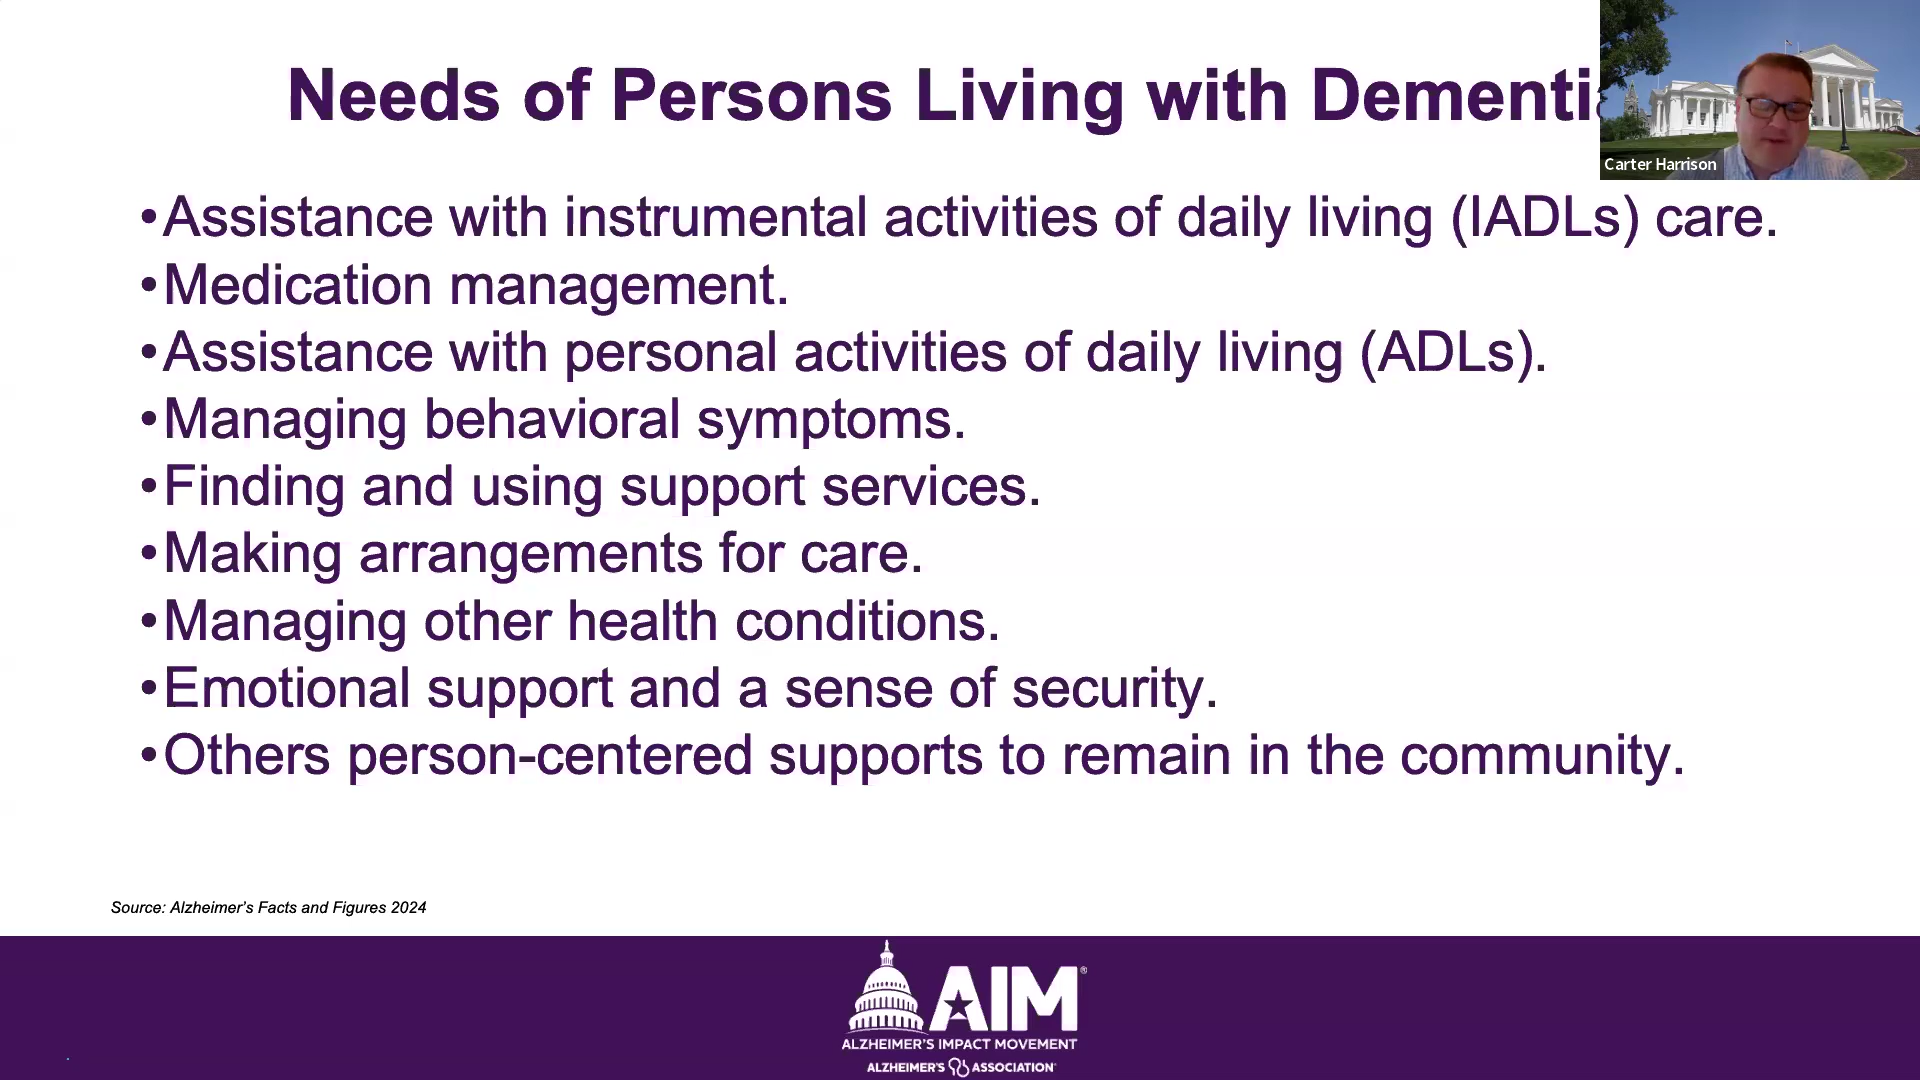 Needs of Persons Living with Dementi
Carter Harrison
•Assistance with instrumental activities of daily living (IADLs) care.
•Medication management.
•Assistance with personal activities of daily living (ADLs).
•Managing behavioral symptoms.
•Finding and using support services.
•Making arrangements for care.
•Managing other health conditions.
•Emotional support and a sense of security.
•Others person-centered supports to remain in the community.
Source: Alzheimer's Facts and Figures 2024
AIM®
ALZHEIMER'S IMPACT MOVEMENT
ALZHEIMER'S ASSOCIATION